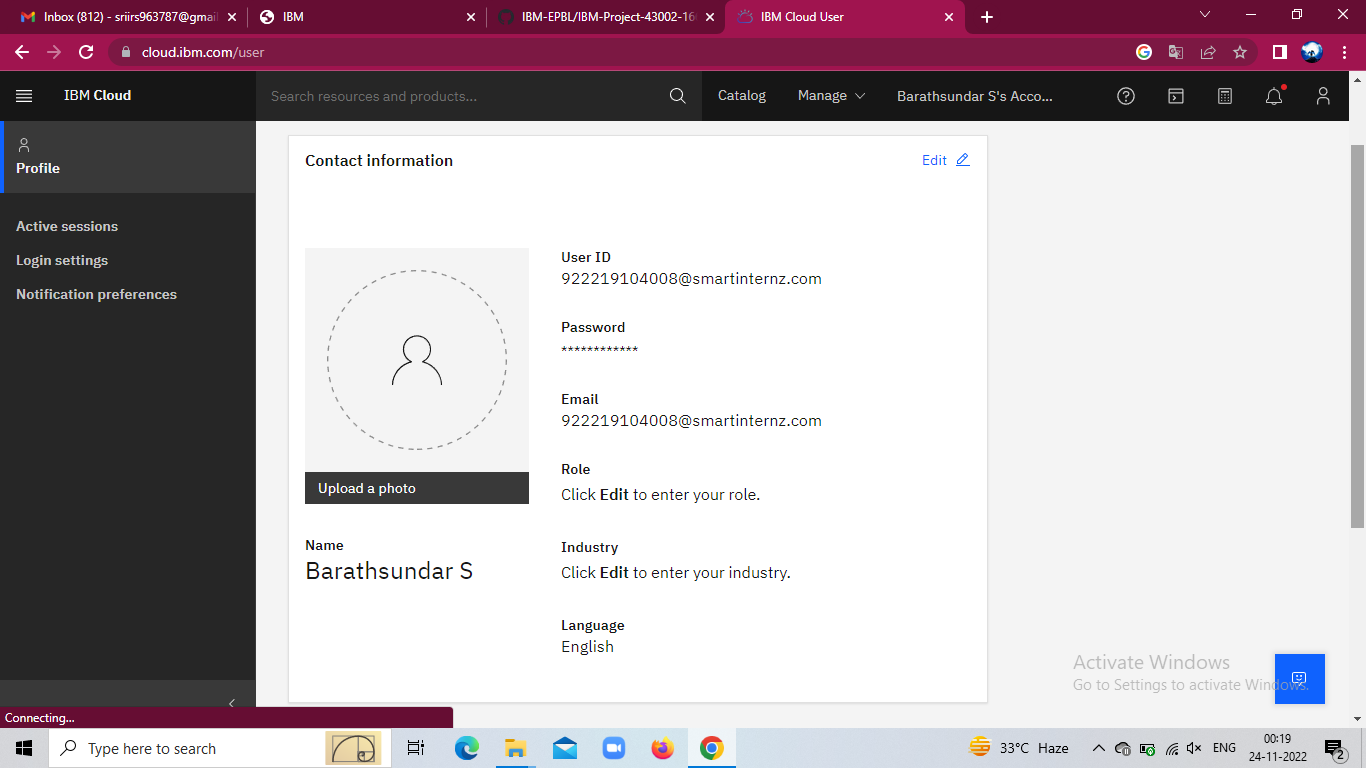 Inbox (812) - sriirs963787@gmai
IBM
IBM-EPBL/IBM-Project-43002-16
IBM Cloud User
cloud.ibm.com/user
IBM Cloud
Search resources and products...
Catalog
Manage
Barathsundar S's Acco...
Profile
Active sessions
Login settings
Notification preferences
Contact information
Edit
Upload a photo
Name
Barathsundar S
User ID
922219104008@smartinternz.com
Password
************
Email
922219104008@smartinternz.com
Role
Click Edit to enter your role.
Industry
Click Edit to enter your industry.
Language
English
Activate Windows
Go to Settings to activate Windows.
Connecting...
Type here to search
33°C Haze
ENG
00:19
24-11-2022
2